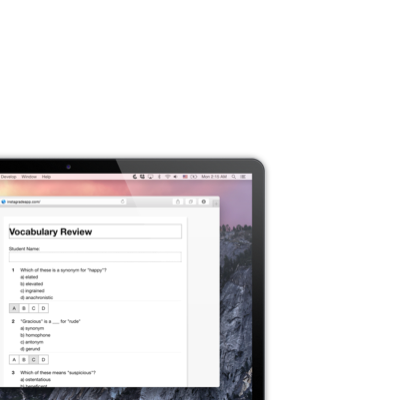 Develop Window Help
Mon 2:15 AM
instagradeapp.com/
Vocabulary Review
Student Name:
1 Which of these is a synonym for "happy"?
a) elated
b) elevated
c) ingrained
d) anachronistic
A B C D
2 "Gracious" is a ___ for "rude"
a) synonym
b) homophone
c) antonym
d) gerund
A B C D
3 Which of these means "suspicious"?
a) ostentatious
b) beneficent